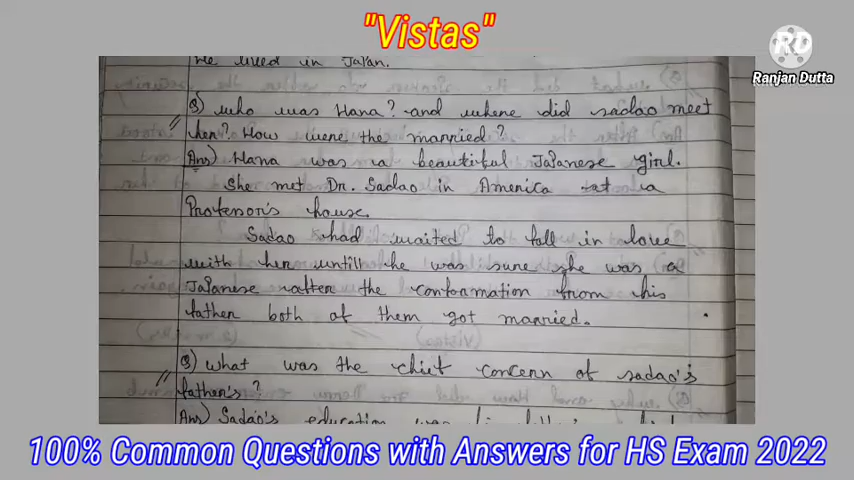 "Vistas"
RD
Ranjan Dutta
He lived in Japan.
Q) who was Hana? and where did sadao meet
her? How were the married?
Ans) Hana was a beautiful Japanese girl.
She met Dr. Sadao in America at a
Professor's house.
Sadao had waited to fall in love
with her untill he was sure she was a
Japanese after the conformation from his
father both of them got married.
Q) what was the chief concern of sadao's
father's?
Ans) Sadao's education was
100% Common Questions with Answers for HS Exam 2022